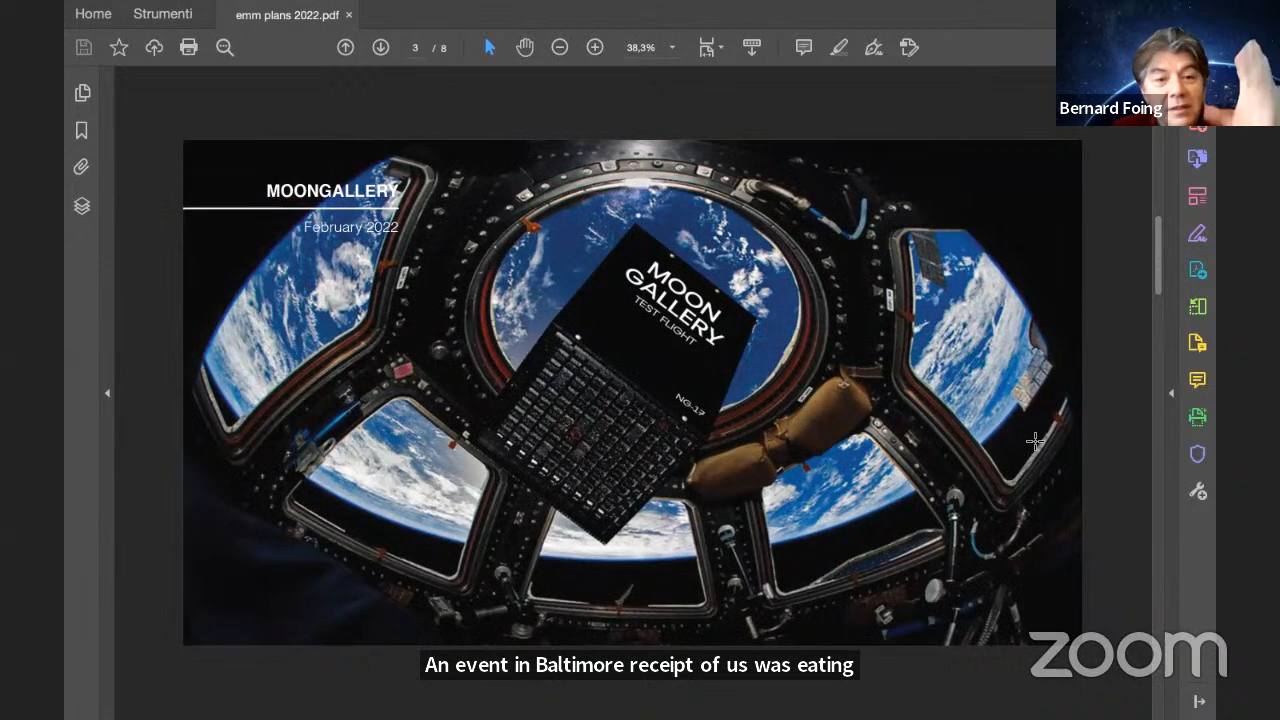 Home Strumenti emm plans 2022.pdf ×
3 / 8 38,3%
Bernard Foing
MOONGALLERY
February 2022
MOON
GALLERY
TEST FLIGHT
NG-17
An event in Baltimore receipt of us was eating
zoom